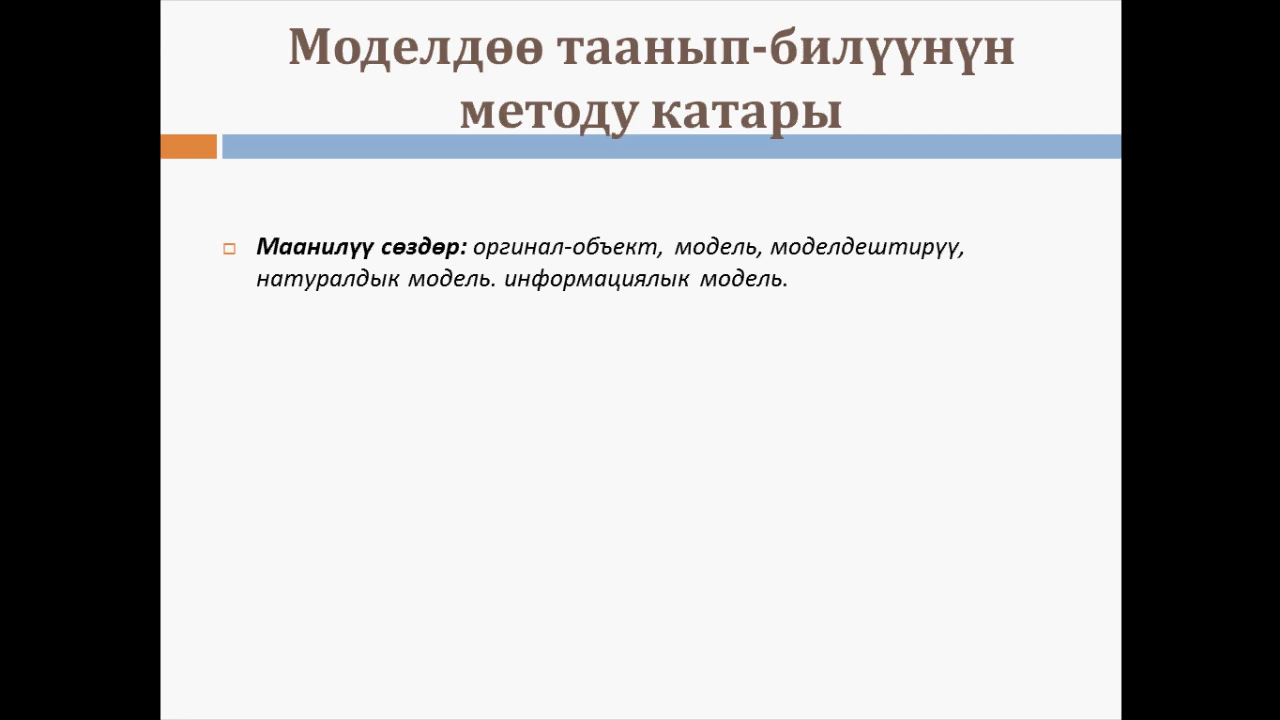 Моделдөө таанып-билүүнүн
методу катары
Маанилүү сөздөр: оргинал-объект, модель, моделдештирүү,
натуралдык модель. информациялык модель.